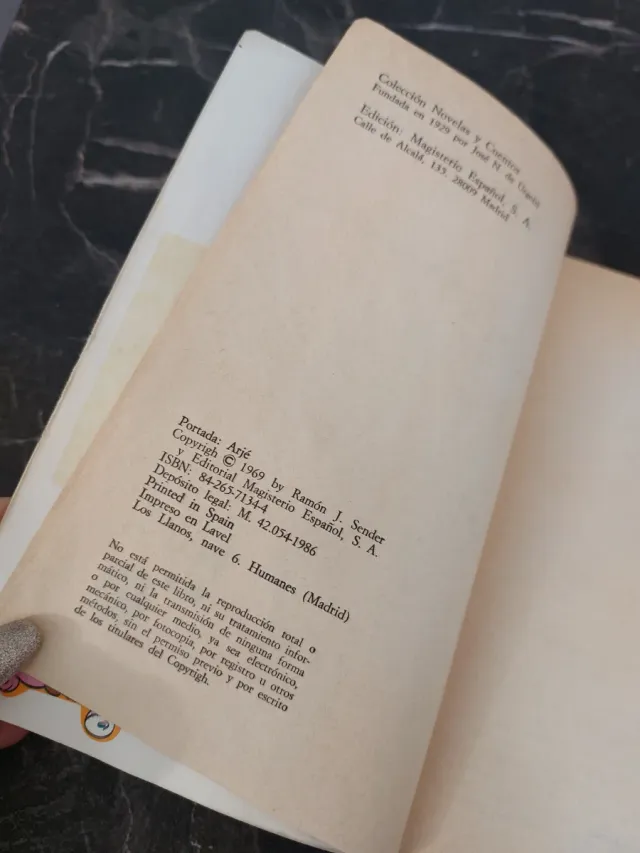 Colección Novelas y Cuentos
Fundada en 1929 por José N. de Urgoiti
Edición: Magisterio Español, S. A.
Calle de Alcalá, 135. 28009 Madrid
Portada: Arjé
Copyrigh © 1969 by Ramón J. Sender
y Editorial Magisterio Español, S. A.
ISBN: 84-265-7134-4
Depósito legal: M. 42.054-1986
Printed in Spain
Impreso en Lavel
Los Llanos, nave 6. Humanes (Madrid)
No está permitida la reproducción total o
parcial de este libro, ni su tratamiento infor-
mático, ni la transmisión de ninguna forma
o por cualquier medio, ya sea electrónico,
mecánico, por fotocopia, por registro u otros
métodos, sin el permiso previo y por escrito
de los titulares del Copyrigh.